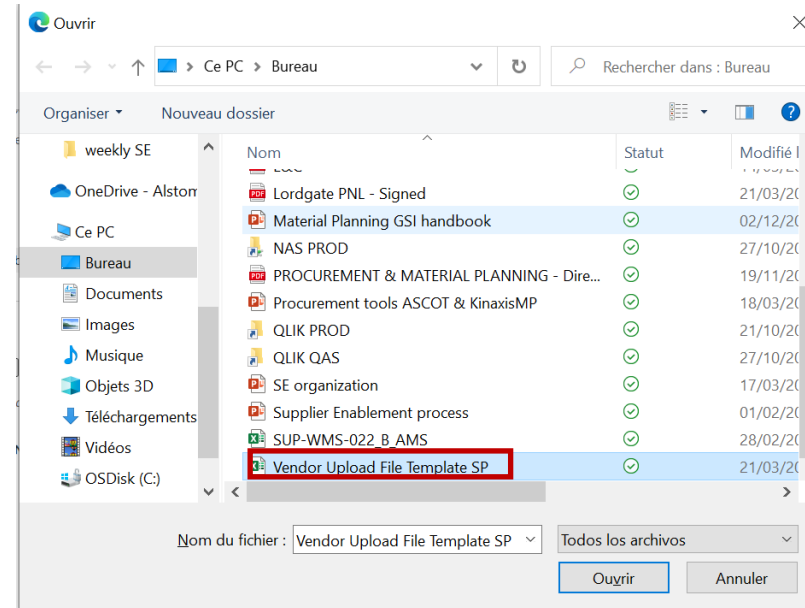 Ouvrir
Ce PC > Bureau
Rechercher dans : Bureau
Organiser
Nouveau dossier
weekly SE
OneDrive - Alstom
Ce PC
Bureau
Documents
Images
Musique
Objets 3D
Téléchargements
Vidéos
OSDisk (C:)
Nom Statut Modifié l
Lordgate PNL - Signed 21/03/20
Material Planning GSI handbook 02/12/20
NAS PROD 27/10/20
PROCUREMENT & MATERIAL PLANNING - Dire... 19/11/20
Procurement tools ASCOT & KinaxisMP 18/03/20
QLIK PROD 21/10/20
QLIK QAS 27/10/20
SE organization 17/03/20
Supplier Enablement process 01/02/20
SUP-WMS-022_B_AMS 28/02/20
Vendor Upload File Template SP 21/03/20
Nom du fichier : Vendor Upload File Template SP
Todos los archivos
Ouvrir
Annuler